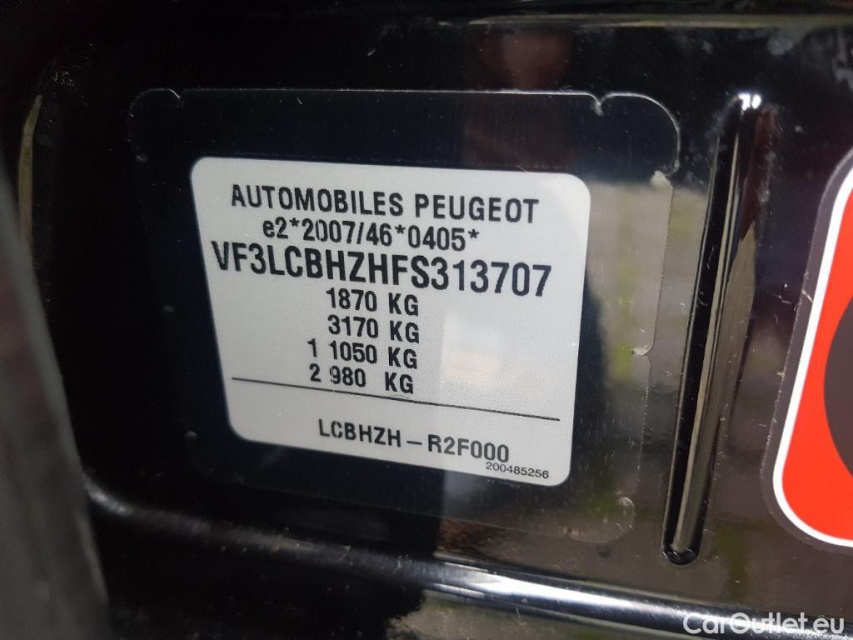 AUTOMOBILES PEUGEOT
e2*2007/46*0405*
VF3LCBHZHFS313707
1870 KG
3170 KG
1 1050 KG
2 980 KG
LCBHZH-R2F000
200485256
CarOutlet.eu